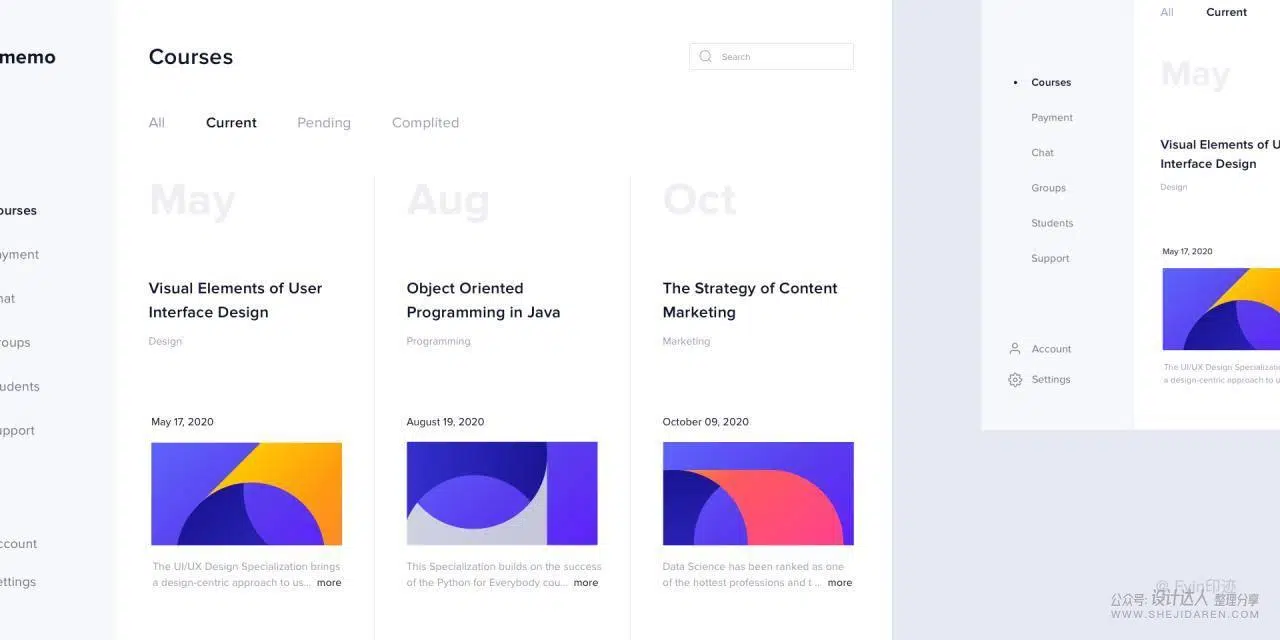 memo
ourses
yment
hat
roups
udents
upport
ccount
ettings
Courses
Search
All Current Pending Complited
May
Visual Elements of User
Interface Design
Design
May 17, 2020
The UI/UX Design Specialization brings
a design-centric approach to us... more
Aug
Object Oriented
Programming in Java
Programming
August 19, 2020
This Specialization builds on the success
of the Python for Everybody cou... more
Oct
The Strategy of Content
Marketing
Marketing
October 09, 2020
Data Science has been ranked as one
of the hottest professions and t ... more
Courses
Payment
Chat
Groups
Students
Support
Account
Settings
All Current
May
Visual Elements of U
Interface Design
Design
May 17, 2020
The UI/UX Design Specializatio
a design-centric approach to u
@ Evin印迹
公众号: 设计达人 整理分享
WWW.SHEJIDAREN.COM